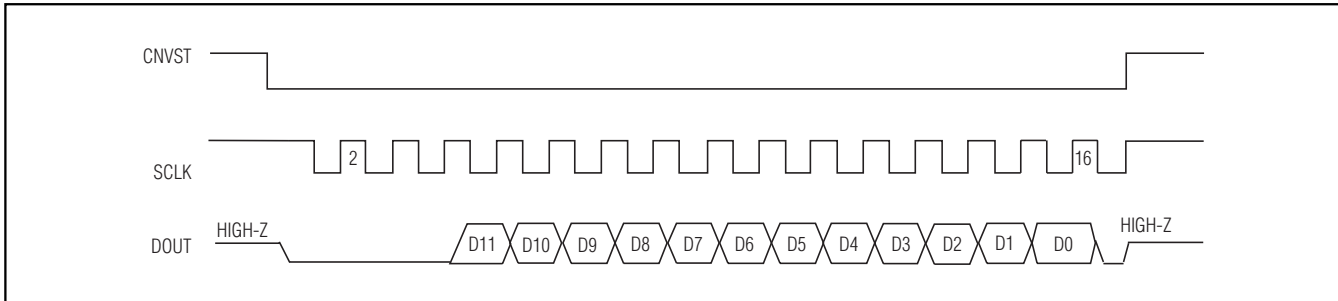 CNVST
SCLK
2
16
DOUT
HIGH-Z
D11
D10
D9
D8
D7
D6
D5
D4
D3
D2
D1
D0
HIGH-Z